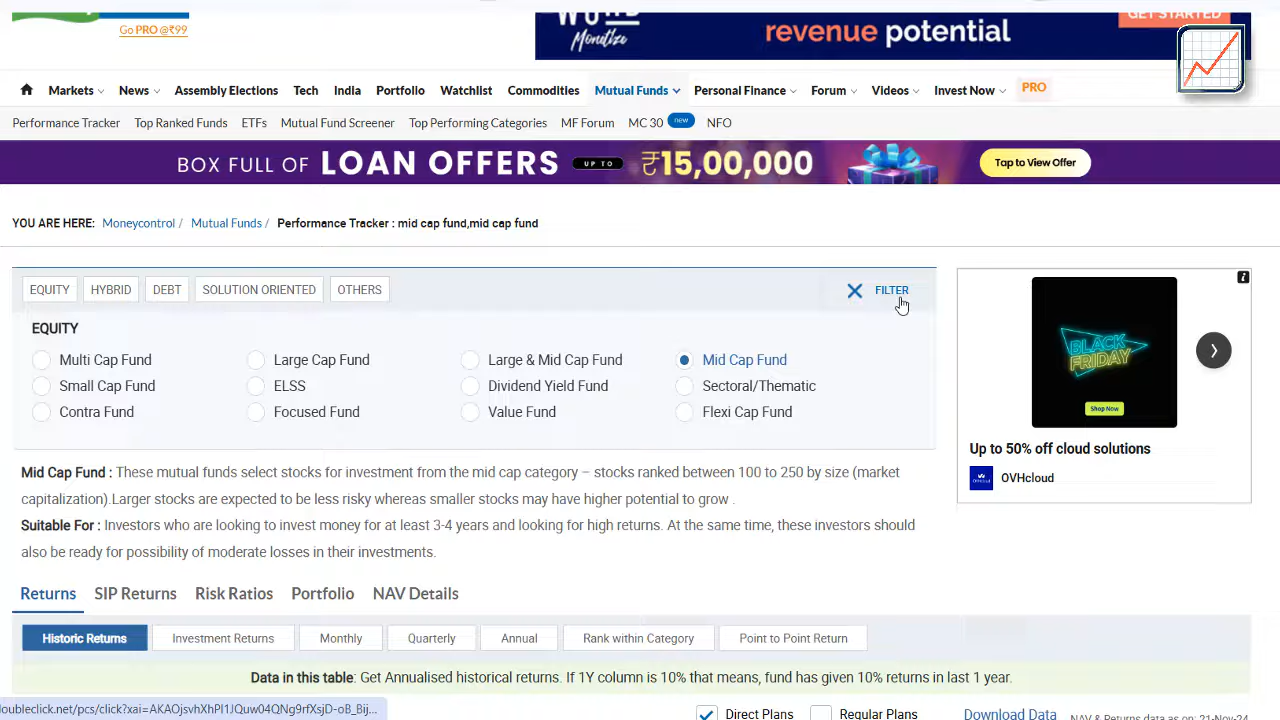 Go PRO @₹99
Monetize
revenue potential
GET STARTED
Markets News Assembly Elections Tech India Portfolio Watchlist Commodities Mutual Funds Personal Finance Forum Videos Invest Now PRO
Performance Tracker Top Ranked Funds ETFs Mutual Fund Screener Top Performing Categories MF Forum MC 30 new NFO
BOX FULL OF LOAN OFFERS UP TO ₹15,00,000 Tap to View Offer
YOU ARE HERE: Moneycontrol / Mutual Funds / Performance Tracker : mid cap fund,mid cap fund
EQUITY HYBRID DEBT SOLUTION ORIENTED OTHERS FILTER
EQUITY
Multi Cap Fund Large Cap Fund Large & Mid Cap Fund Mid Cap Fund
Small Cap Fund ELSS Dividend Yield Fund Sectoral/Thematic
Contra Fund Focused Fund Value Fund Flexi Cap Fund
BLACK
FRIDAY
Shop Now
Up to 50% off cloud solutions
OVHcloud
Mid Cap Fund : These mutual funds select stocks for investment from the mid cap category – stocks ranked between 100 to 250 by size (market
capitalization).Larger stocks are expected to be less risky whereas smaller stocks may have higher potential to grow .
Suitable For : Investors who are looking to invest money for at least 3-4 years and looking for high returns. At the same time, these investors should
also be ready for possibility of moderate losses in their investments.
Returns SIP Returns Risk Ratios Portfolio NAV Details
Historic Returns Investment Returns Monthly Quarterly Annual Rank within Category Point to Point Return
Data in this table: Get Annualised historical returns. If 1Y column is 10% that means, fund has given 10% returns in last 1 year.
Direct Plans Regular Plans Download Data NAV & Returns data as on: 21-Nov-24